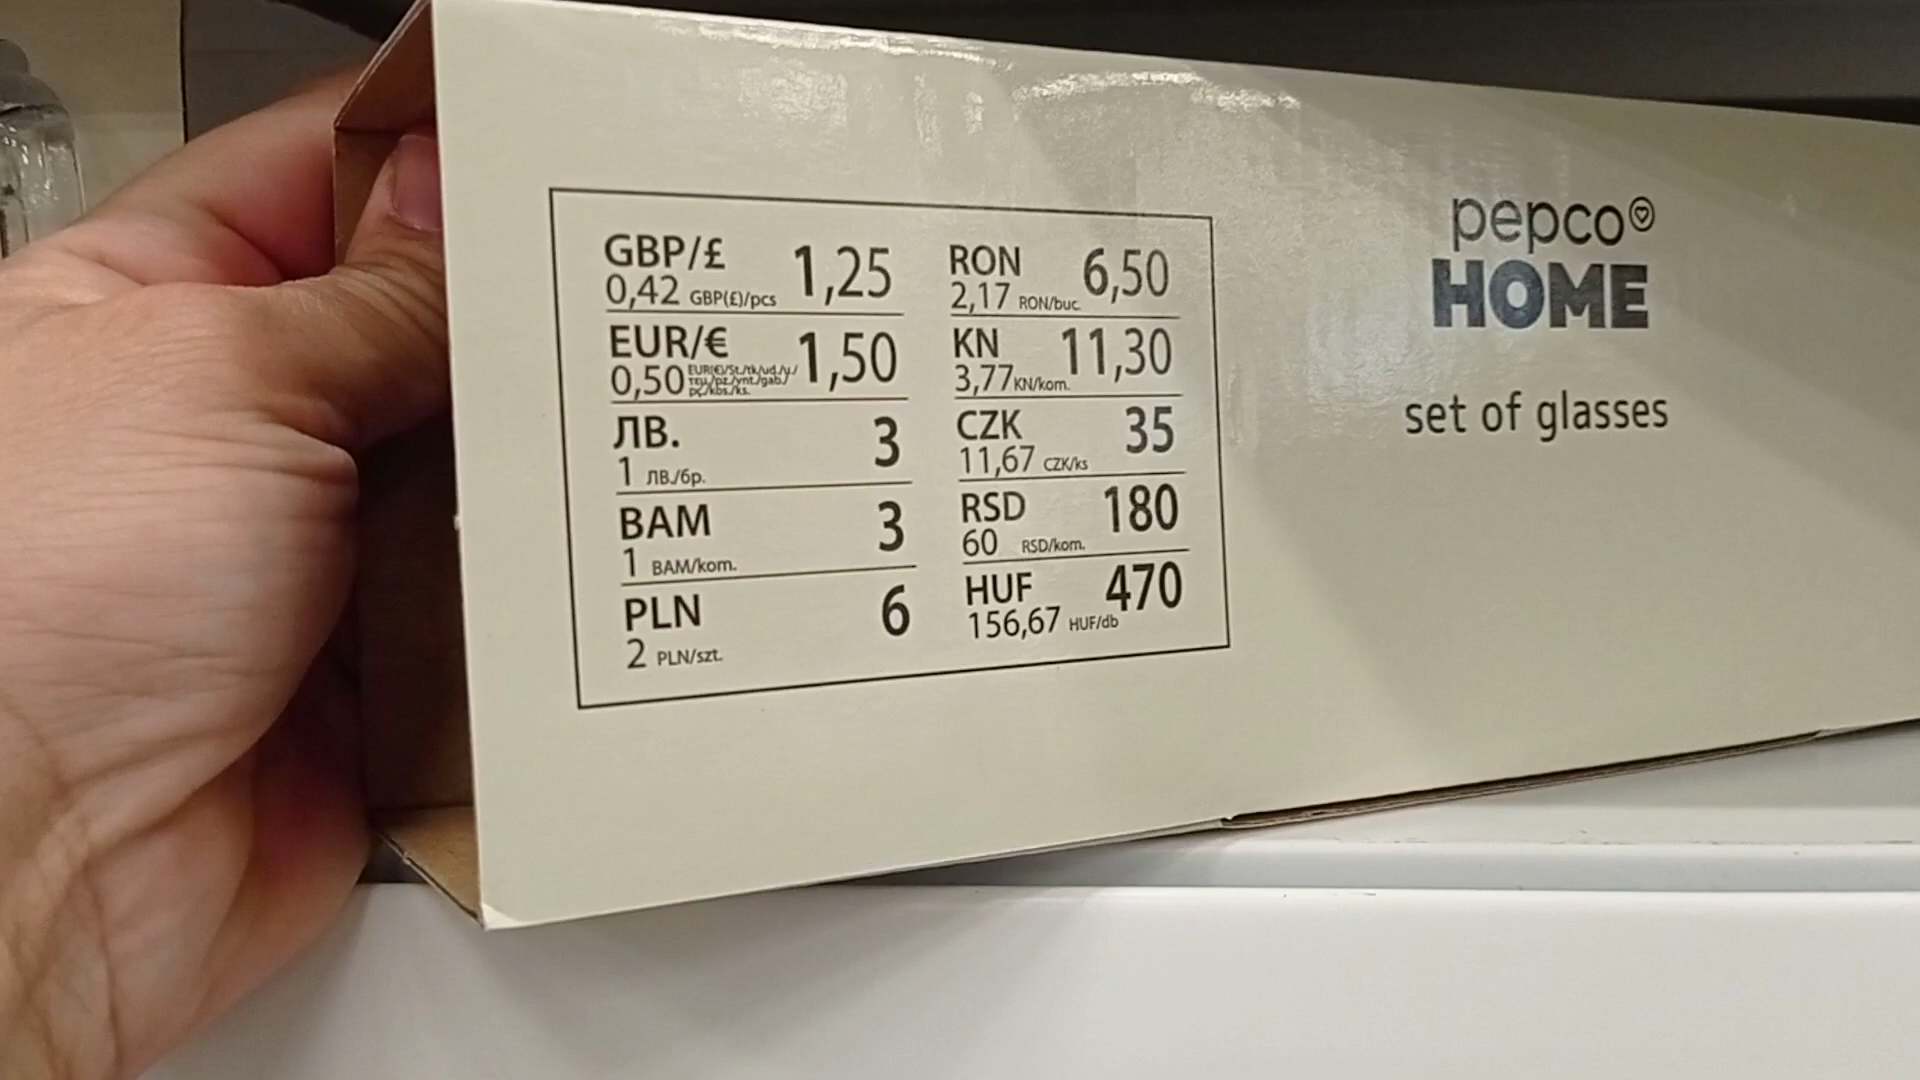 GBP/£ 1,25
0,42 GBP(£)/pcs
EUR/€ 1,50
0,50 EUR(€)/St./tk/ud./u./
τεμ./pz./vnt./gab./
pç./kbs./ks.
ЛВ. 3
1 ЛВ./бр.
BAM 3
1 BAM/kom.
PLN 6
2 PLN/szt.
RON 6,50
2,17 RON/buc.
KN 11,30
3,77 KN/kom.
CZK 35
11,67 CZK/ks
RSD 180
60 RSD/kom.
HUF 470
156,67 HUF/db
pepco
HOME
set of glasses